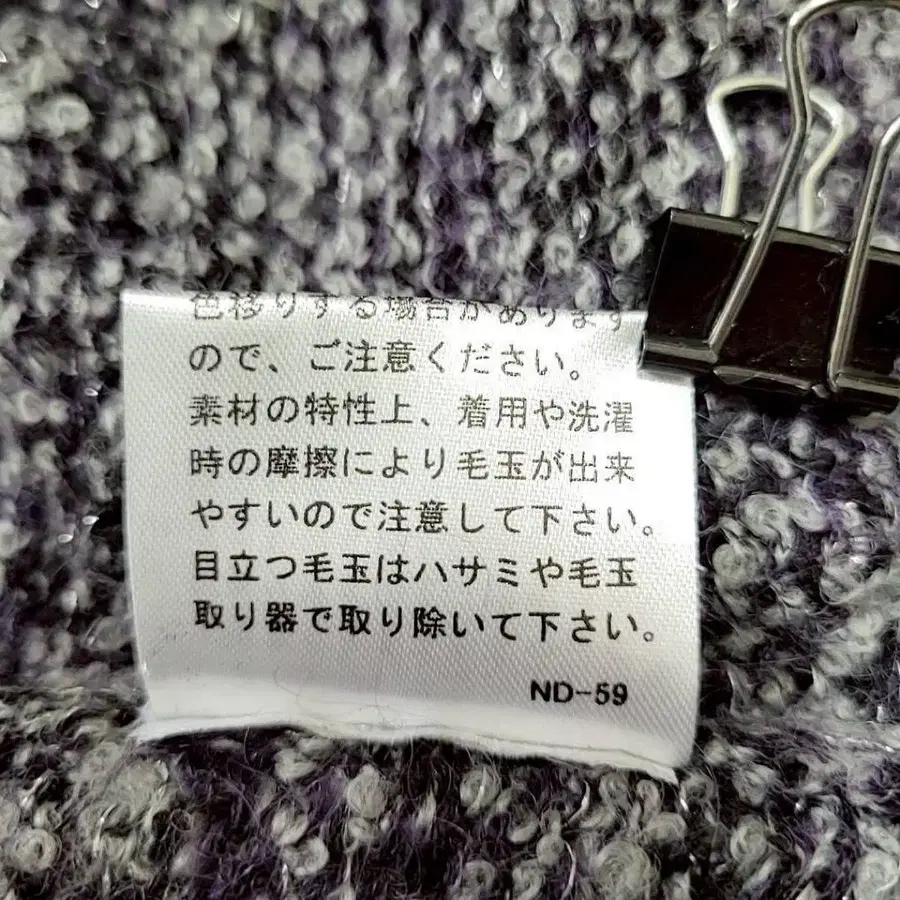 色移りする場合があります
ので、ご注意ください。
素材の特性上、着用や洗濯
時の摩擦により毛玉が出来
やすいので注意して下さい。
目立つ毛玉はハサミや毛玉
取り器で取り除いて下さい。
ND-59